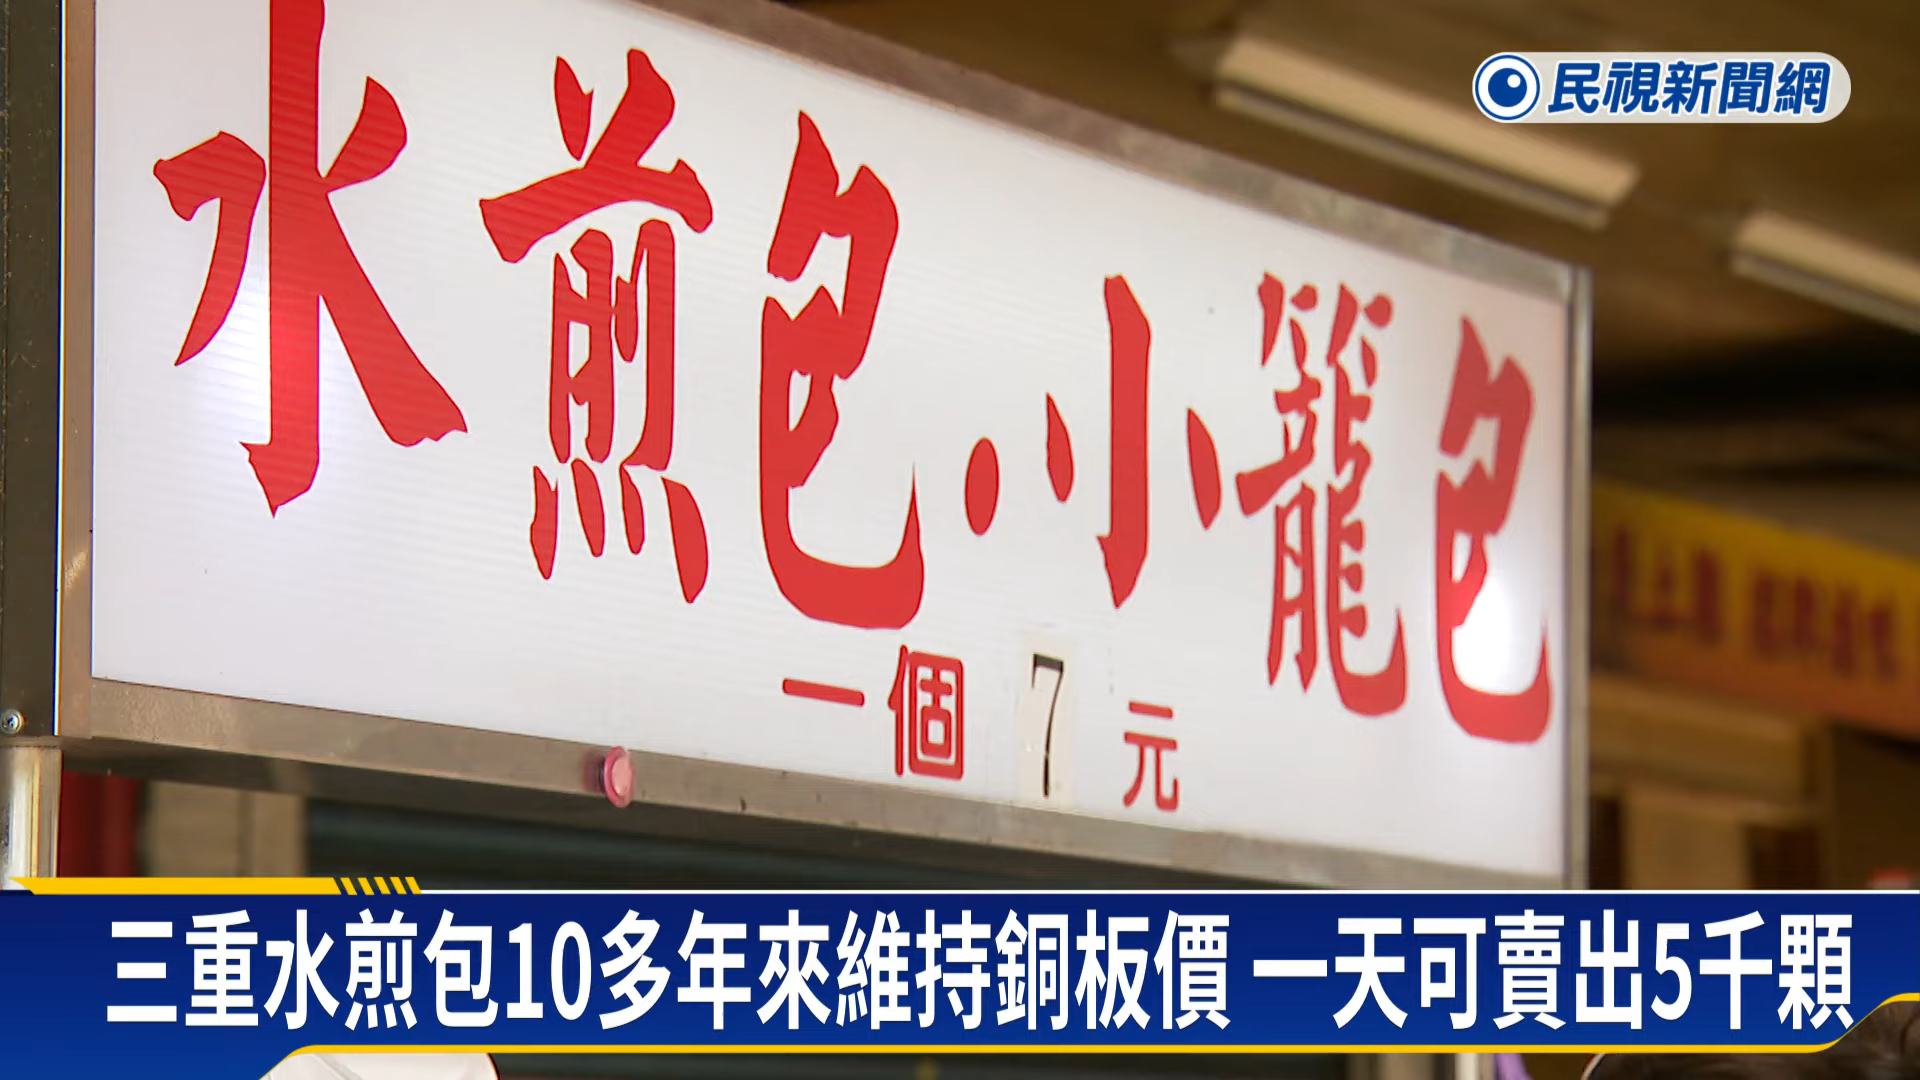 民視新聞網
水煎包·小籠包
一個7元
三重水煎包10多年來維持銅板價 一天可賣出5千顆